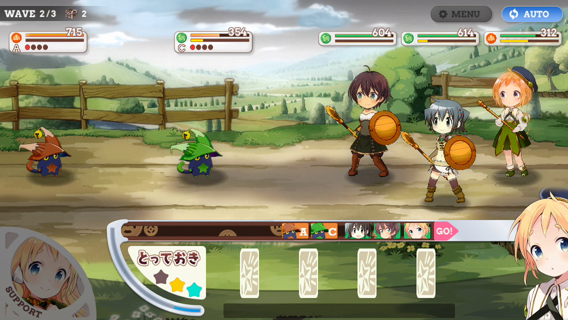 WAVE 2/3 2
MENU
AUTO
715
354
604
614
312
A
C
A C GO!
とっておき
SUPPORT